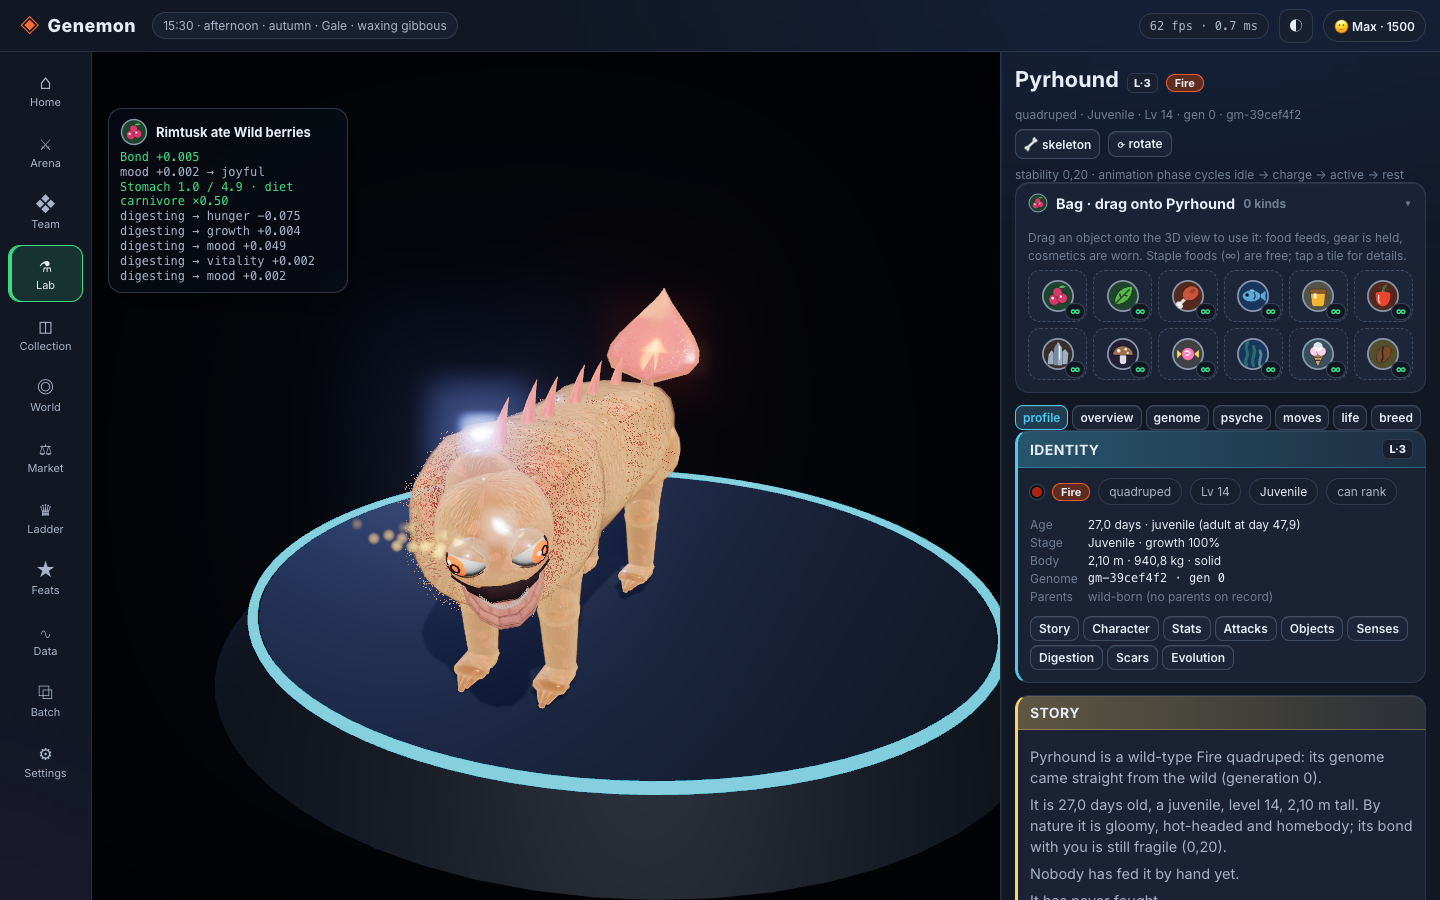 Genemon
15:30 · afternoon · autumn · Gale · waxing gibbous
62 fps · 0.7 ms
Max · 1500
Home
Arena
Team
Lab
Collection
World
Market
Ladder
Feats
Data
Batch
Settings
Rimtusk ate Wild berries
Bond +0.005
mood +0.002 → joyful
Stomach 1.0 / 4.9 · diet
carnivore ×0.50
digesting → hunger −0.075
digesting → growth +0.004
digesting → mood +0.049
digesting → vitality +0.002
digesting → mood +0.002
Pyrhound L·3 Fire
quadruped · Juvenile · Lv 14 · gen 0 · gm-39cef4f2
skeleton
rotate
stability 0,20 · animation phase cycles idle → charge → active → rest
Bag · drag onto Pyrhound 0 kinds
Drag an object onto the 3D view to use it: food feeds, gear is held,
cosmetics are worn. Staple foods (∞) are free; tap a tile for details.
∞ ∞ ∞ ∞ ∞ ∞
∞ ∞ ∞ ∞ ∞ ∞
profile overview genome psyche moves life breed
IDENTITY L·3
Fire quadruped Lv 14 Juvenile can rank
Age 27,0 days · juvenile (adult at day 47,9)
Stage Juvenile · growth 100%
Body 2,10 m · 940,8 kg · solid
Genome gm−39cef4f2 · gen 0
Parents wild-born (no parents on record)
Story Character Stats Attacks Objects Senses
Digestion Scars Evolution
STORY
Pyrhound is a wild-type Fire quadruped: its genome
came straight from the wild (generation 0).
It is 27,0 days old, a juvenile, level 14, 2,10 m tall. By
nature it is gloomy, hot-headed and homebody; its bond
with you is still fragile (0,20).
Nobody has fed it by hand yet.
It has never fought